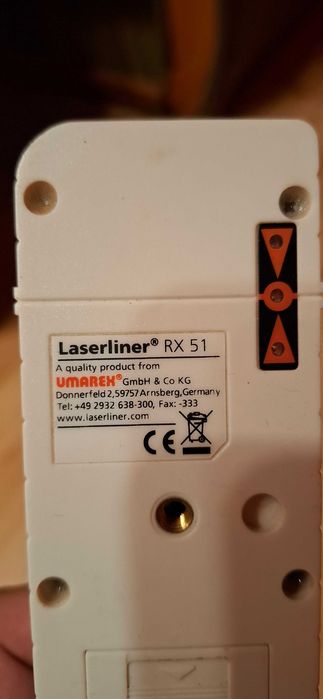 Laserliner® RX 51
A quality product from
UMAREX® GmbH & Co KG
Donnerfeld 2,59757 Arnsberg,Germany
Tel: +49 2932 638-300, Fax: -333
www.laserliner.com
CE